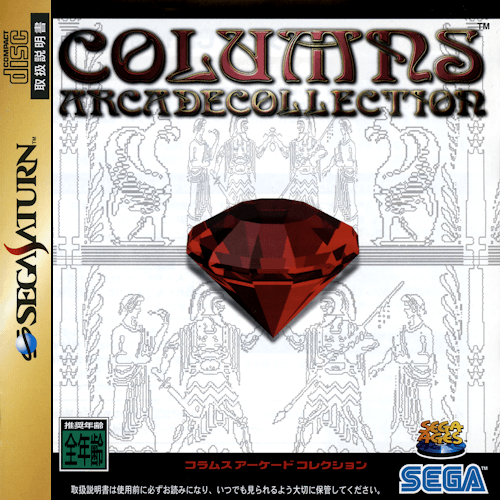 COMPACT
disc
取扱説明書
SEGASATURN™
COLUMNS™
ARCADECOLLECTION
推奨年齢
全年齢
SEGA
AGES
コラムス アーケード コレクション
SEGA
取扱説明書は使用前に必ずお読みになり、いつでも見られるよう大切に保管してください。